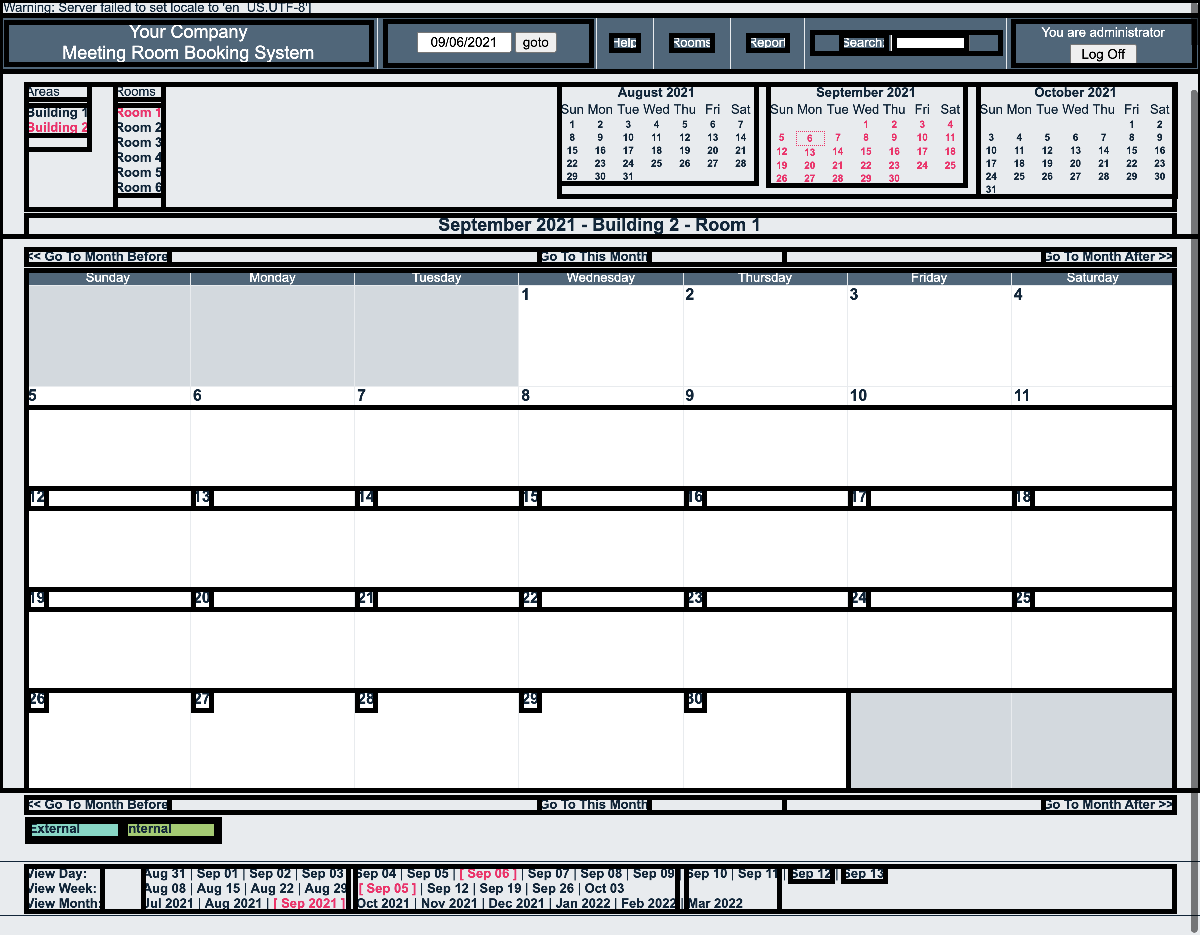 Warning: Server failed to set locale to 'en_US.UTF-8']
Your Company
Meeting Room Booking System
09/06/2021 goto
Help
Rooms
Report
Search:
You are administrator
Log Off
Areas
Building 1
Building 2
Rooms
Room 1
Room 2
Room 3
Room 4
Room 5
Room 6
August 2021
Sun Mon Tue Wed Thu Fri Sat
1 2 3 4 5 6 7
8 9 10 11 12 13 14
15 16 17 18 19 20 21
22 23 24 25 26 27 28
29 30 31
September 2021
Sun Mon Tue Wed Thu Fri Sat
1 2 3 4
5 6 7 8 9 10 11
12 13 14 15 16 17 18
19 20 21 22 23 24 25
26 27 28 29 30
October 2021
Sun Mon Tue Wed Thu Fri Sat
1 2
3 4 5 6 7 8 9
10 11 12 13 14 15 16
17 18 19 20 21 22 23
24 25 26 27 28 29 30
31
September 2021 - Building 2 - Room 1
<< Go To Month Before Go To This Month Go To Month After >>
Sunday Monday Tuesday Wednesday Thursday Friday Saturday
1 2 3 4
5 6 7 8 9 10 11
12 13 14 15 16 17 18
19 20 21 22 23 24 25
26 27 28 29 30
<< Go To Month Before Go To This Month Go To Month After >>
External Internal
View Day: Aug 31 | Sep 01 | Sep 02 | Sep 03 | Sep 04 | Sep 05 | [ Sep 06 ] | Sep 07 | Sep 08 | Sep 09 | Sep 10 | Sep 11 | Sep 12 | Sep 13
View Week: Aug 08 | Aug 15 | Aug 22 | Aug 29 | [ Sep 05 ] | Sep 12 | Sep 19 | Sep 26 | Oct 03
View Month: Jul 2021 | Aug 2021 | [ Sep 2021 ] | Oct 2021 | Nov 2021 | Dec 2021 | Jan 2022 | Feb 2022 | Mar 2022